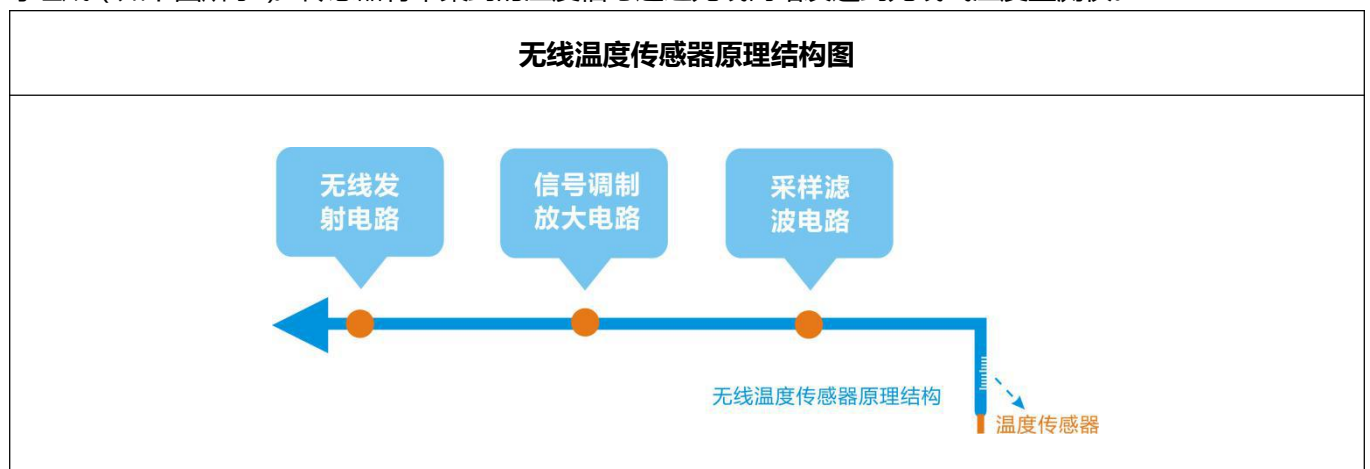 无线温度传感器原理结构图
无线发
射电路
信号调制
放大电路
采样滤
波电路
无线温度传感器原理结构
温度传感器